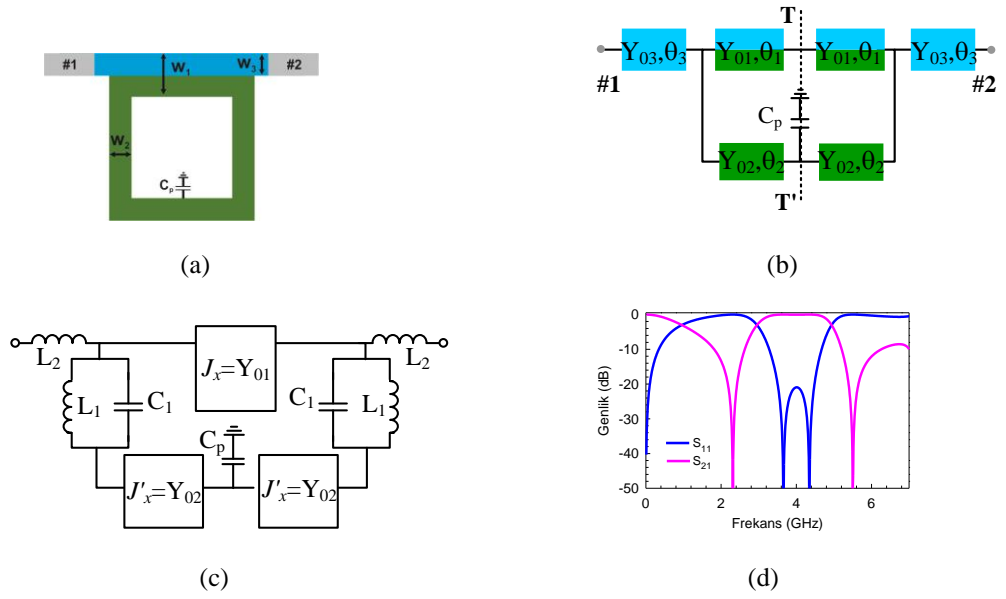 #1
W₁
W₃
#2
W₂
Cₚ
(a)
T
Y₀₃,θ₃
Y₀₁,θ₁
Y₀₁,θ₁
Y₀₃,θ₃
#1
#2
Cₚ
Y₀₂,θ₂
Y₀₂,θ₂
T'
(b)
L₂
Jₓ=Y₀₁
L₂
L₁
C₁
C₁
L₁
Cₚ
J'ₓ=Y₀₂
J'ₓ=Y₀₂
(c)
0
-10
-20
-30
-40
-50
Genlik (dB)
S₁₁
S₂₁
0
2
4
6
Frekans (GHz)
(d)